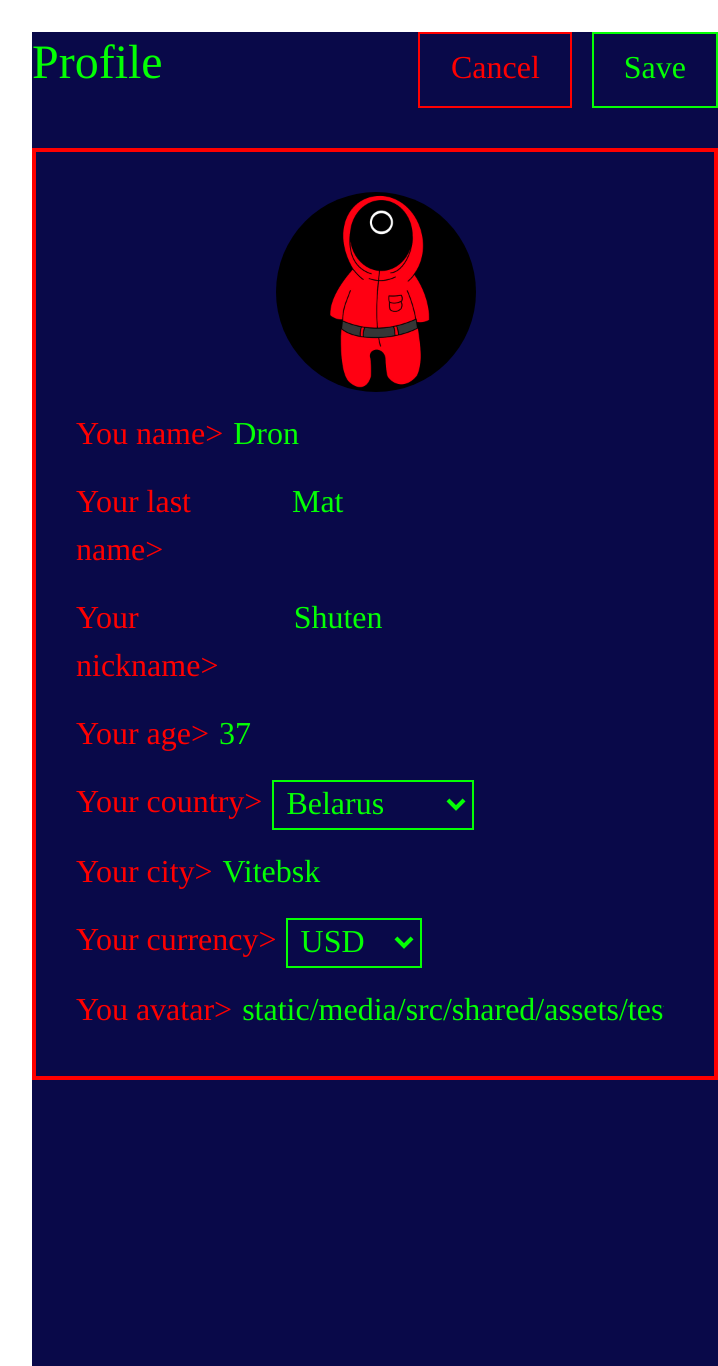 Profile Cancel Save
You name> Dron
Your last Mat
name>
Your Shuten
nickname>
Your age> 37
Your country> Belarus
Your city> Vitebsk
Your currency> USD
You avatar> static/media/src/shared/assets/tes